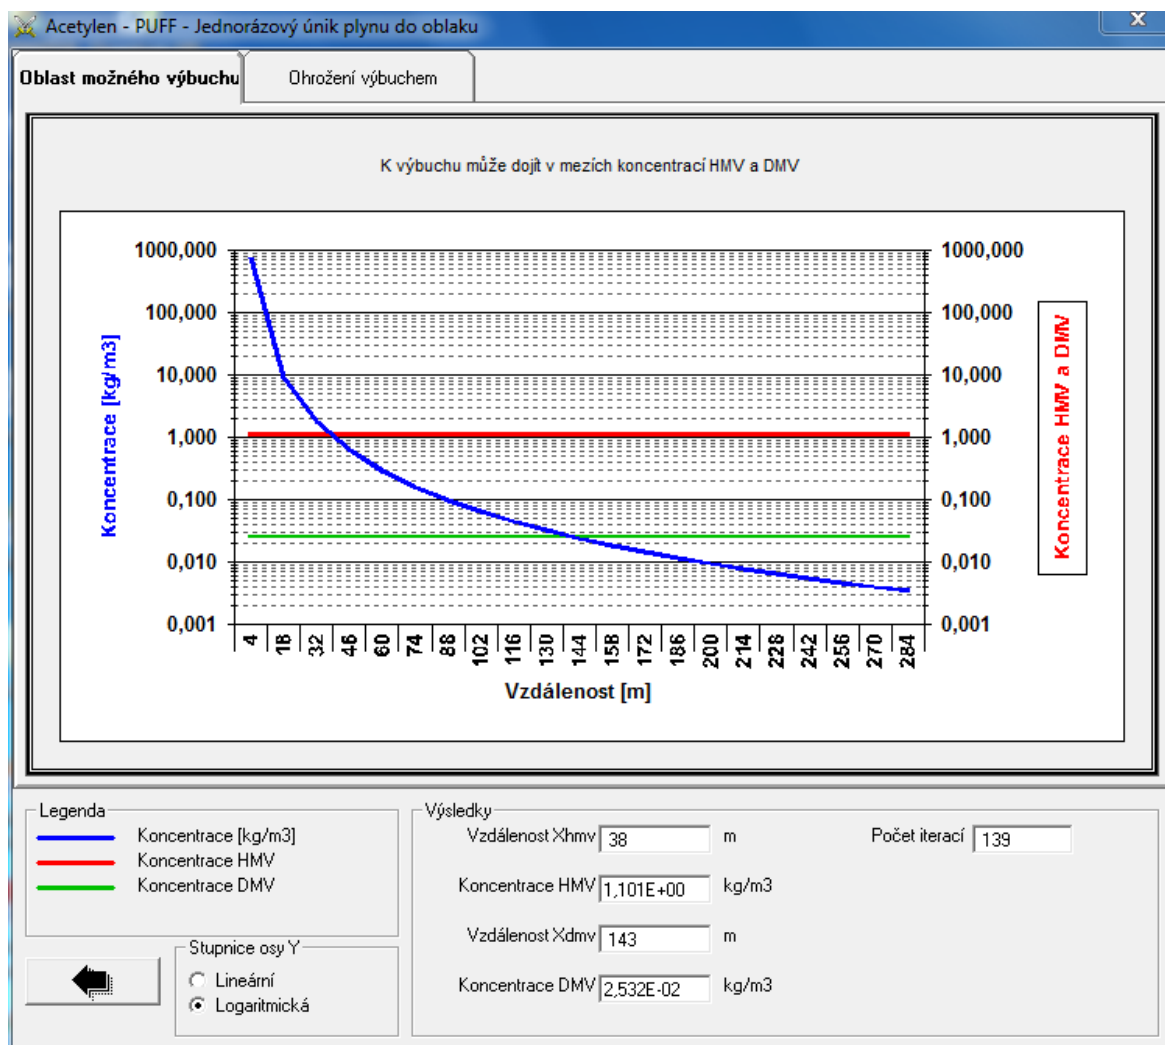 Acetylen - PUFF - Jednorázový únik plynu do oblaku
X
Oblast možného výbuchu
Ohrožení výbuchem
K výbuchu může dojít v mezích koncentrací HMV a DMV
1000,000
100,000
10,000
1,000
0,100
0,010
0,001
Koncentrace [kg/m3]
1000,000
100,000
10,000
1,000
0,100
0,010
0,001
Koncentrace HMV a DMV
4 18 32 46 60 74 88 102 116 130 144 158 172 186 200 214 228 242 256 270 284
Vzdálenost [m]
Legenda
Koncentrace [kg/m3]
Koncentrace HMV
Koncentrace DMV
Stupnice osy Y
Lineární
Logaritmická
Výsledky
Vzdálenost Xhmv 38 m Počet iterací 139
Koncentrace HMV 1,101E+00 kg/m3
Vzdálenost Xdmv 143 m
Koncentrace DMV 2,532E-02 kg/m3